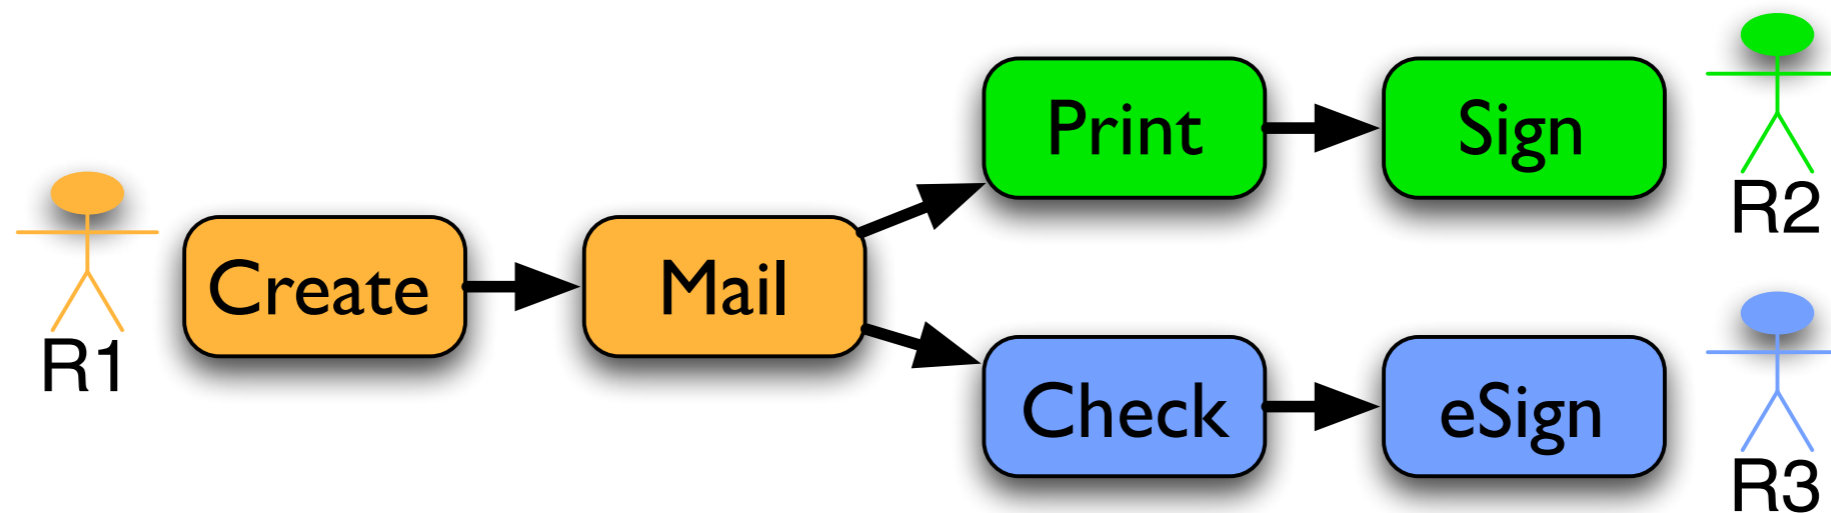 Create
R1
Mail
Print
Sign
R2
Check
eSign
R3